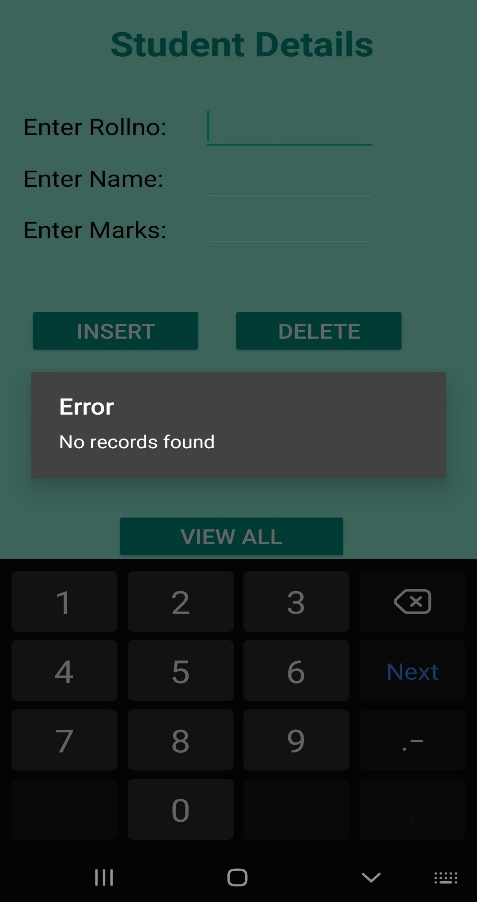 Student Details
Enter Rollno:
Enter Name:
Enter Marks:
INSERT DELETE
Error
No records found
VIEW ALL
1 2 3
4 5 6 Next
7 8 9 .–
0